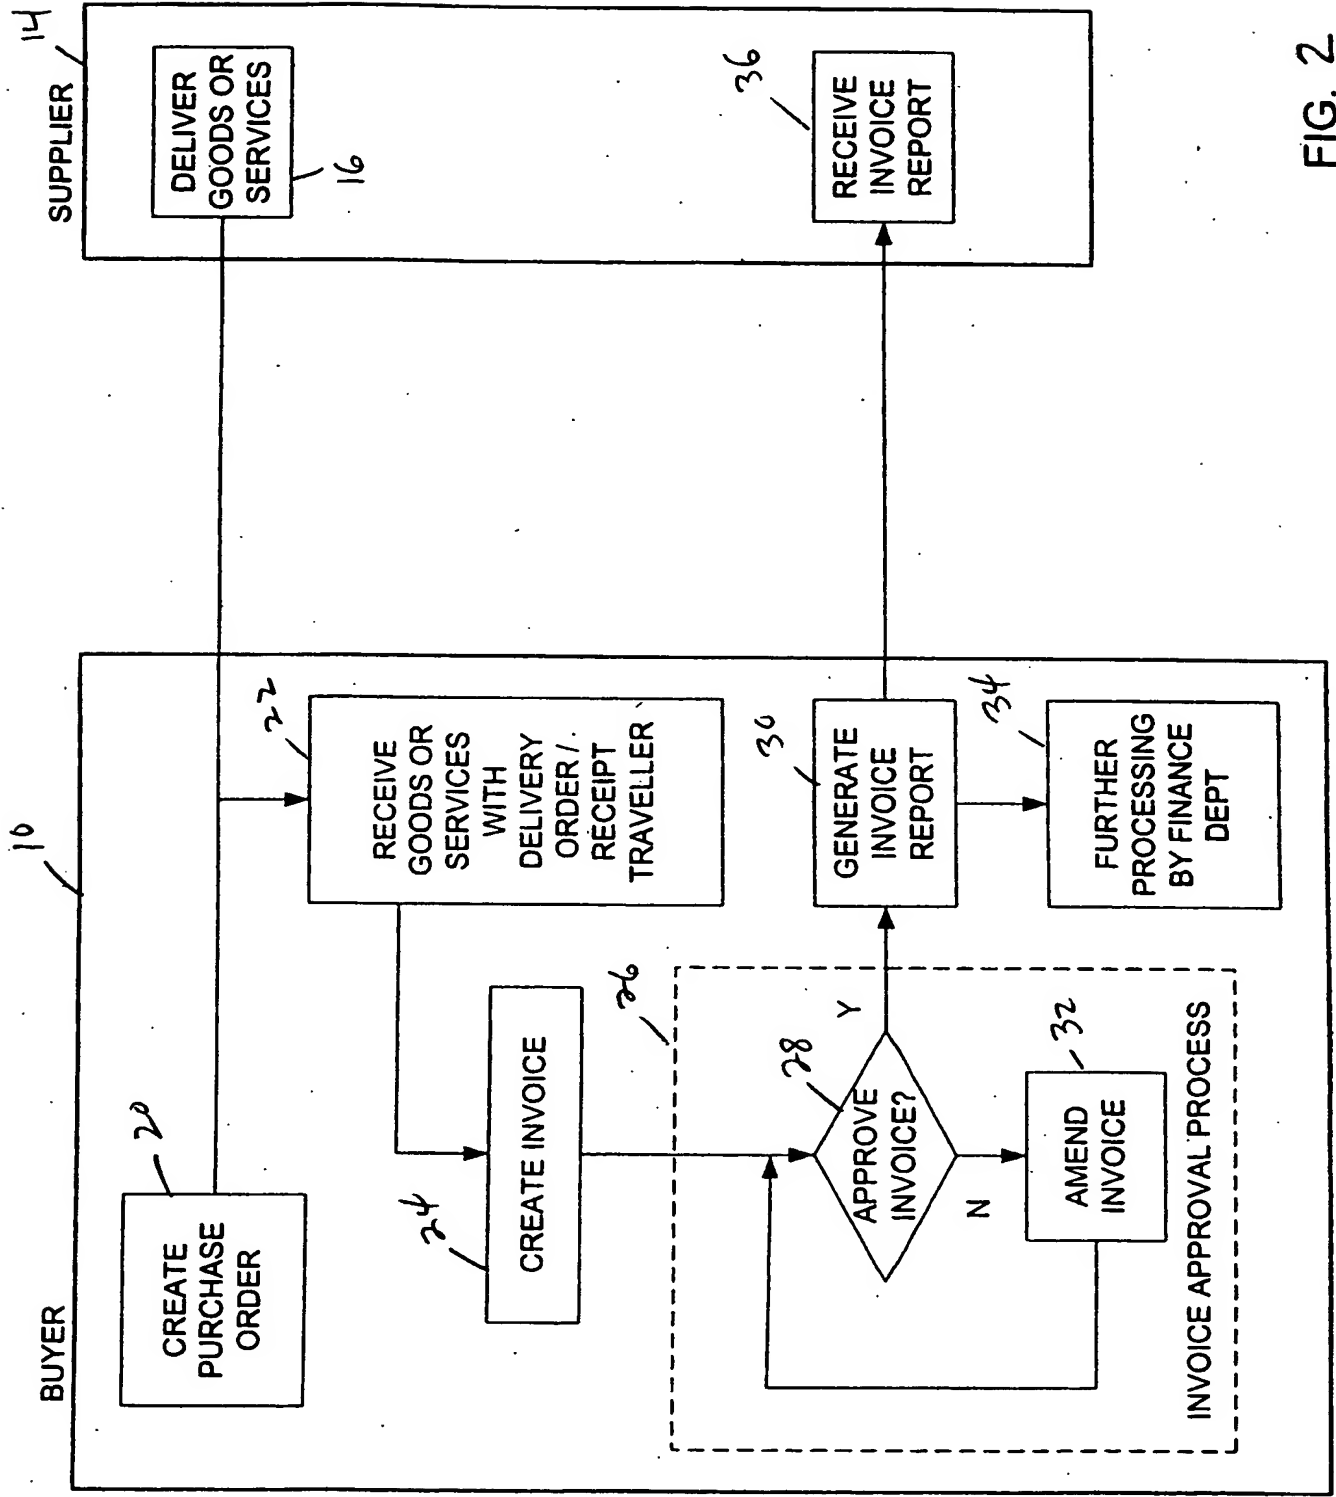 BUYER
10
CREATE
PURCHASE
ORDER
20
RECEIVE
GOODS OR
SERVICES
WITH
DELIVERY
ORDER/
RECEIPT
TRAVELLER
22
CREATE INVOICE
24
26
APPROVE
INVOICE?
28
Y
N
AMEND
INVOICE
32
INVOICE APPROVAL PROCESS
GENERATE
INVOICE
REPORT
30
FURTHER
PROCESSING
BY FINANCE
DEPT
34
SUPPLIER
14
DELIVER
GOODS OR
SERVICES
16
RECEIVE
INVOICE
REPORT
36
FIG. 2